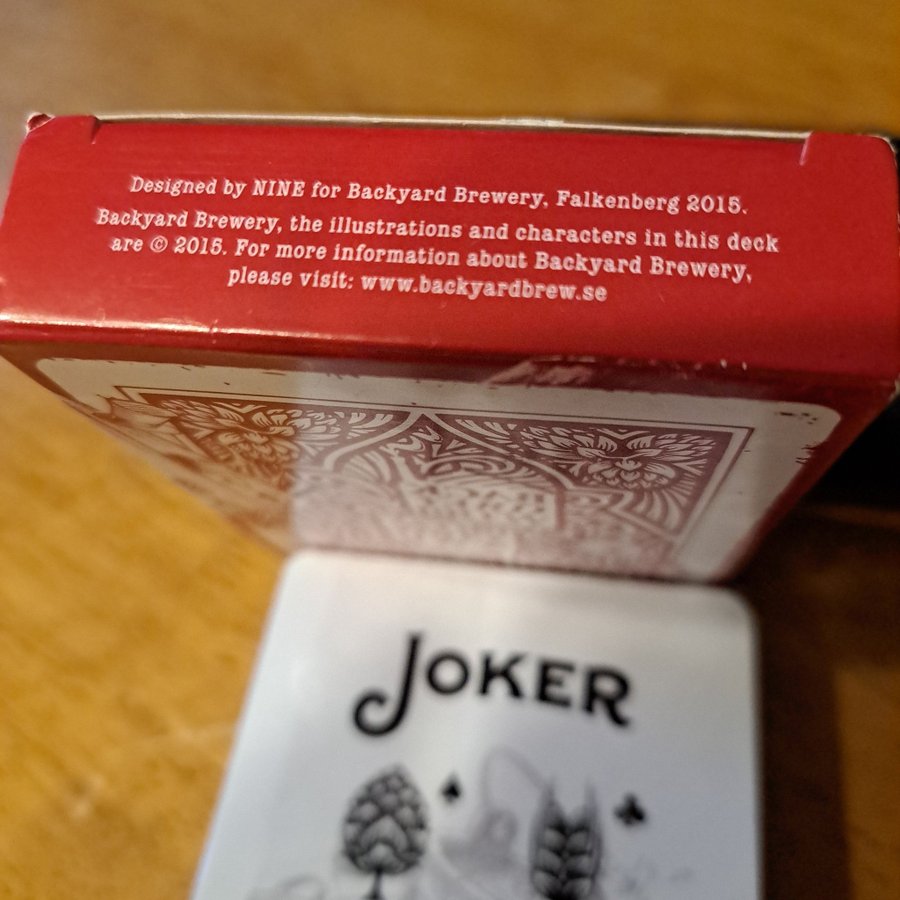 Designed by NINE for Backyard Brewery, Falkenberg 2015.
Backyard Brewery, the illustrations and characters in this deck
are © 2015. For more information about Backyard Brewery,
please visit: www.backyardbrew.se
JOKER